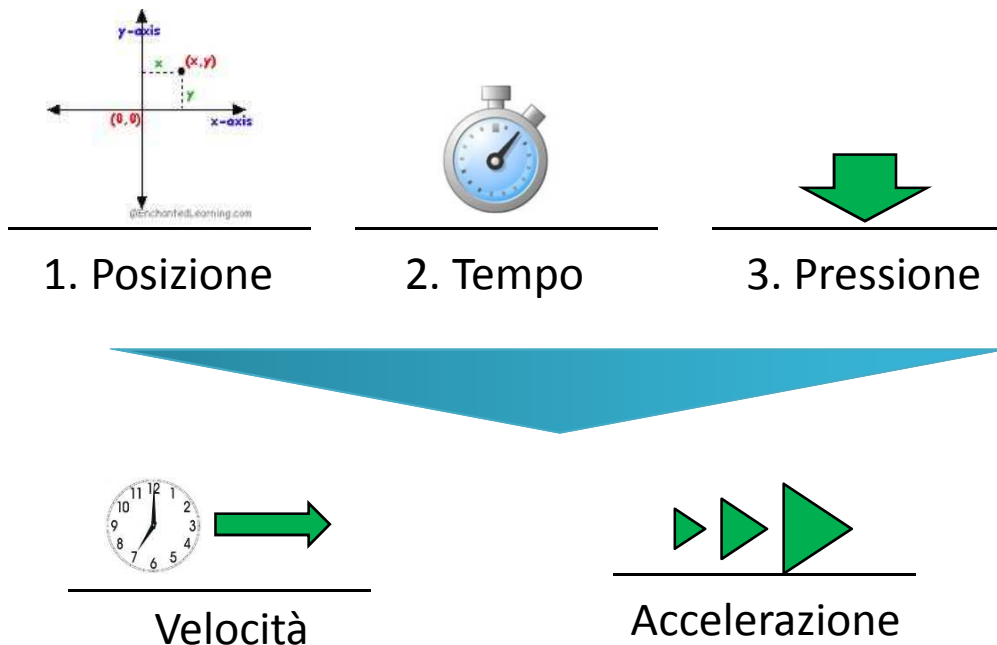 y-axis
x (x,y)
y
(0,0) x-axis
@EnchantedLearning.com
1. Posizione 2. Tempo 3. Pressione
11 12 1
10 2
9 3
8 4
7 6 5
Velocità Accelerazione